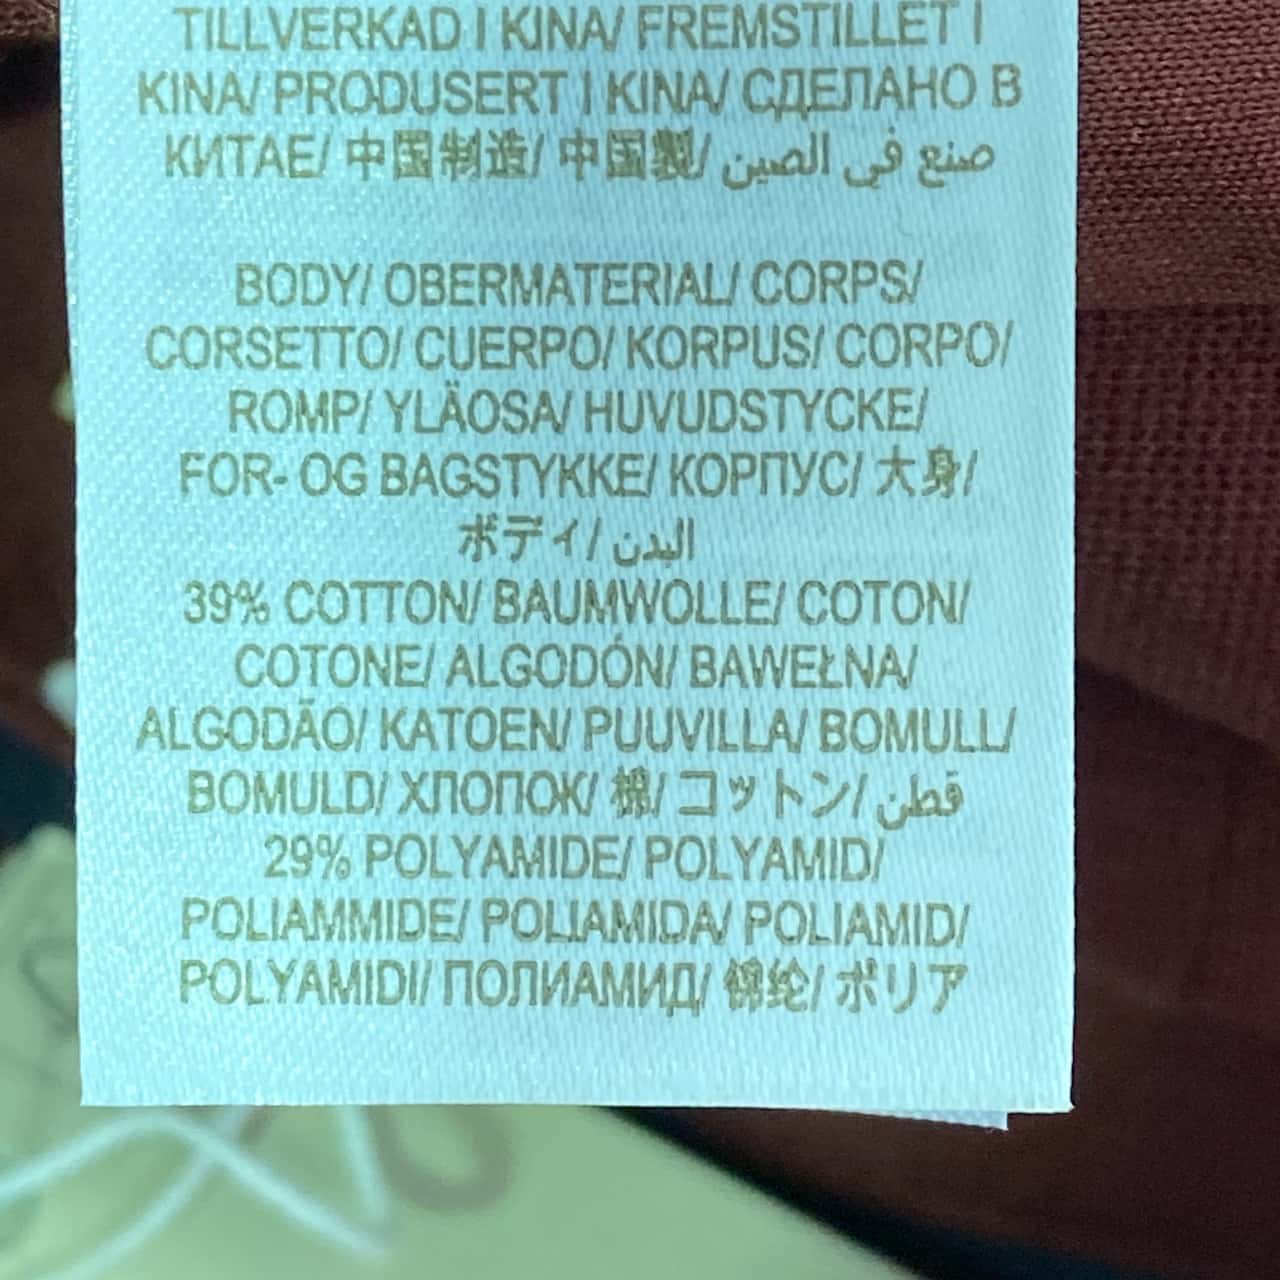 TILLVERKAD I KINA/ FREMSTILLET I
KINA/ PRODUSERT I KINA/ СДЕЛАНО В
КИТАЕ/ 中国制造/ 中国製/ صنع في الصين
BODY/ OBERMATERIAL/ CORPS/
CORSETTO/ CUERPO/ KORPUS/ CORPO/
ROMP/ YLÄOSA/ HUVUDSTYCKE/
FOR- OG BAGSTYKKE/ КОРПУС/ 大身/
ボディ/ البدن
39% COTTON/ BAUMWOLLE/ COTON/
COTONE/ ALGODÓN/ BAWEŁNA/
ALGODÃO/ KATOEN/ PUUVILLA/ BOMULL/
BOMULD/ ХЛОПОК/ 棉/ コットン/ قطن
29% POLYAMIDE/ POLYAMID/
POLIAMMIDE/ POLIAMIDA/ POLIAMID/
POLYAMIDI/ ПОЛИАМИД/ 锦纶/ ポリア